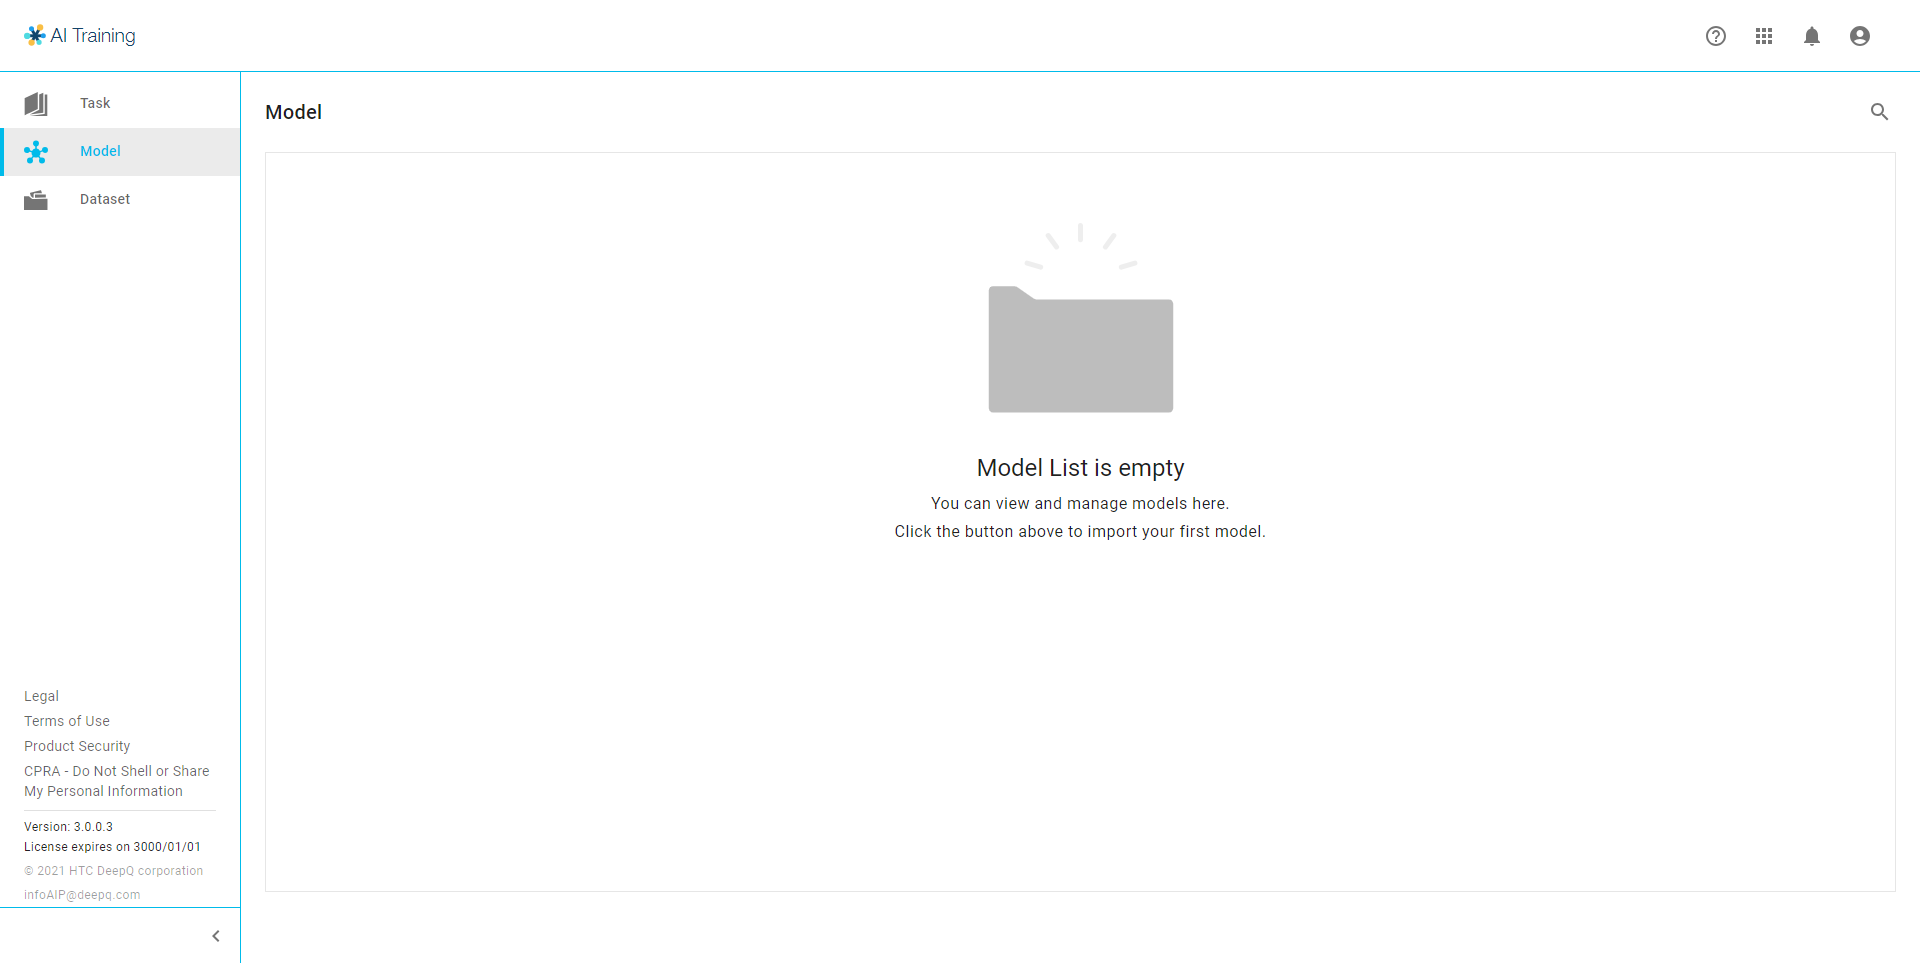 AI Training
Task
Model
Dataset
Legal
Terms of Use
Product Security
CPRA - Do Not Shell or Share
My Personal Information
Version: 3.0.0.3
License expires on 3000/01/01
© 2021 HTC DeepQ corporation
infoAIP@deepq.com
Model
Model List is empty
You can view and manage models here.
Click the button above to import your first model.